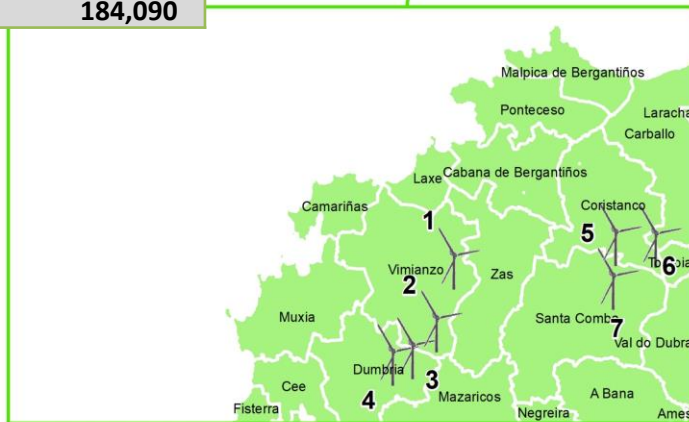 184,090
Malpica de Bergantiños
Ponteceso
Laracha
Carballo
Laxe
Cabana de Bergantiños
Camariñas
Coristanco
1
5
Vimianzo
Zas
6
2
Muxia
Santa Comba
7
Val do Dubra
Dumbria
3
Cee
4
Mazaricos
A Bana
Fisterra
Negreira
Ames